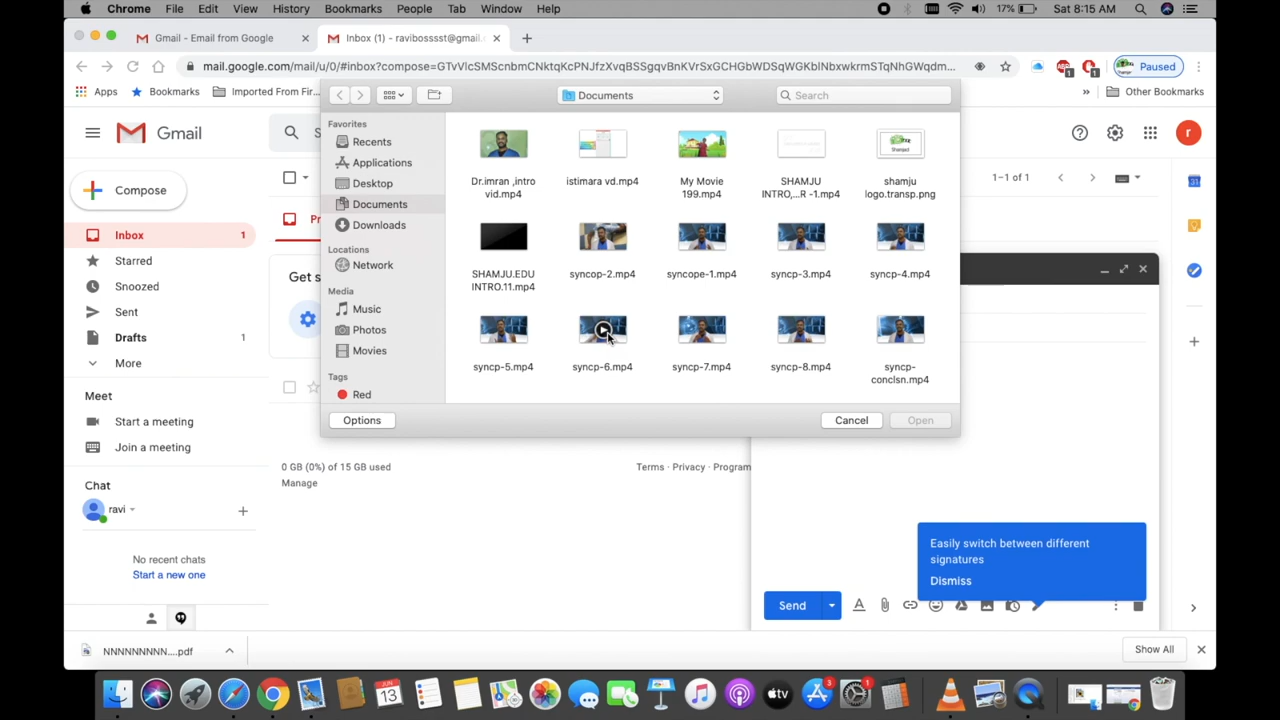 Chrome File Edit View History Bookmarks People Tab Window Help 17% Sat 8:15 AM
Gmail - Email from Google
Inbox (1) - ravibosssst@gmail.
mail.google.com/mail/u/0/#inbox?compose=GTvVlcSMScnbmCNktqKcPNJfzXvqBSSgqvBnKVrSxGCHGbWDSqWGKblNbxwkrmSTqNhGWqdm...
Paused
Apps Bookmarks Imported From Fir... » Other Bookmarks
Documents
Search
Gmail
Compose
Inbox 1
Starred
Snoozed
Sent
Drafts 1
More
Meet
Start a meeting
Join a meeting
Chat
ravi
No recent chats
Start a new one
Favorites
Recents
Applications
Desktop
Documents
Downloads
Locations
Network
Media
Music
Photos
Movies
Tags
Red
Dr.imran ,intro
vid.mp4
istimara vd.mp4
My Movie
199.mp4
SHAMJU
INTRO,...R -1.mp4
shamju
logo.transp.png
SHAMJU.EDU
INTRO.11.mp4
syncop-2.mp4
syncope-1.mp4
syncp-3.mp4
syncp-4.mp4
syncp-5.mp4
syncp-6.mp4
syncp-7.mp4
syncp-8.mp4
syncp-
conclsn.mp4
Options
Cancel
Open
1–1 of 1
r
Pr
Get s
0 GB (0%) of 15 GB used
Manage
Terms · Privacy · Program
Easily switch between different
signatures
Dismiss
Send
NNNNNNNNN....pdf
Show All
JUN
13
tv
3
1